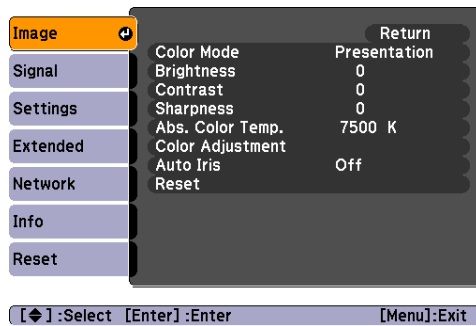 Image
Signal
Settings
Extended
Network
Info
Reset
Return
Color Mode Presentation
Brightness 0
Contrast 0
Sharpness 0
Abs. Color Temp. 7500 K
Color Adjustment
Auto Iris Off
Reset
[ ] :Select [Enter] :Enter [Menu]:Exit